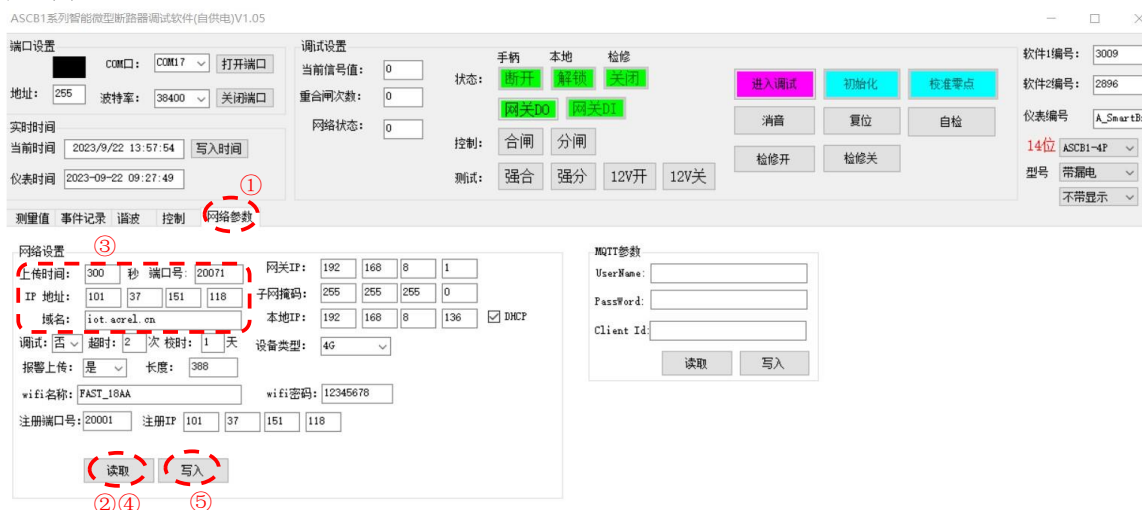 ASCB1系列智能微型断路器调试软件(自供电)V1.05
端口设置
COM口: COM17 打开端口
地址: 255 波特率: 38400 关闭端口
实时时间
当前时间 2023/9/22 13:57:54 写入时间
仪表时间 2023-09-22 09:27:49
调试设置
当前信号值: 0
重合闸次数: 0
网络状态: 0
手柄 本地 检修
状态: 断开 解锁 关闭
网关DO 网关DI
控制: 合闸 分闸
测试: 强合 强分 12V开 12V关
进入调试 初始化 校准零点
消音 复位 自检
检修开 检修关
软件1编号: 3009
软件2编号: 2896
仪表编号 A_SmartB
14位 ASCB1-4P
型号 带漏电
不带显示
①
测量值 事件记录 谐波 控制 网络参数
网络设置
③
上传时间: 300 秒 端口号: 20071
IP 地址: 101 37 151 118
域名: iot.acrel.cn
调试: 否 超时: 2 次 校时: 1 天
报警上传: 是 长度: 388
wifi名称: FAST_18AA wifi密码: 12345678
注册端口号: 20001 注册IP 101 37 151 118
网关IP: 192 168 8 1
子网掩码: 255 255 255 0
本地IP: 192 168 8 136 DHCP
设备类型: 4G
读取 写入
②④ ⑤
MQTT参数
UserName:
PassWord:
Client Id:
读取 写入